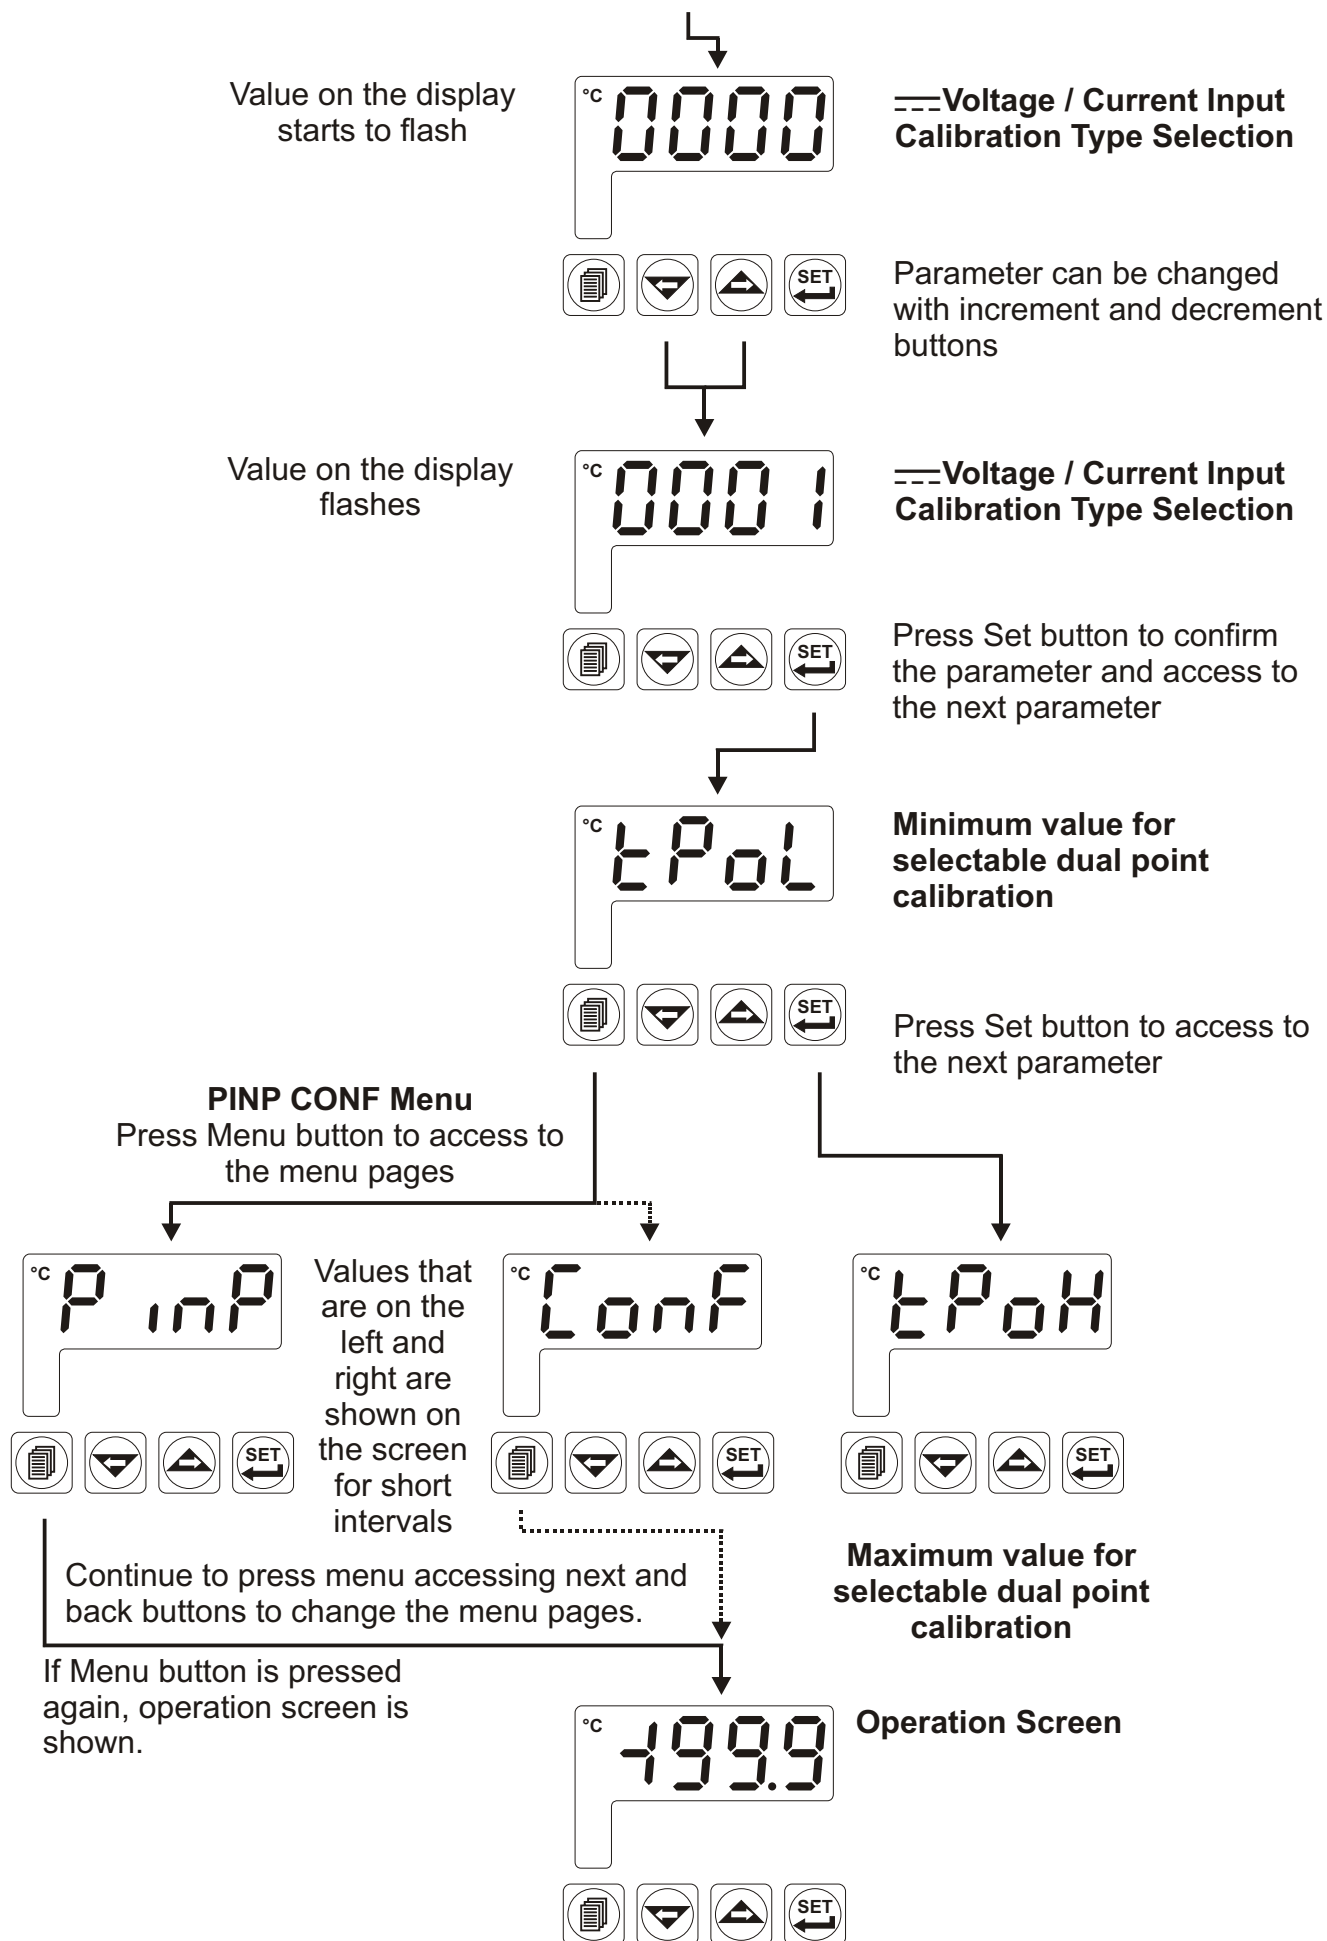 Value on the display
starts to flash
°C 0000
⎓Voltage / Current Input
Calibration Type Selection
SET
Parameter can be changed
with increment and decrement
buttons
Value on the display
flashes
°C 0001
⎓Voltage / Current Input
Calibration Type Selection
SET
Press Set button to confirm
the parameter and access to
the next parameter
°C tPoL
Minimum value for
selectable dual point
calibration
SET
Press Set button to access to
the next parameter
PINP CONF Menu
Press Menu button to access to
the menu pages
°C PinP
Values that
are on the
left and
right are
shown on
the screen
for short
intervals
°C ConF
°C tPoH
SET
SET
SET
Maximum value for
selectable dual point
calibration
Continue to press menu accessing next and
back buttons to change the menu pages.
If Menu button is pressed
again, operation screen is
shown.
°C -199.9
Operation Screen
SET